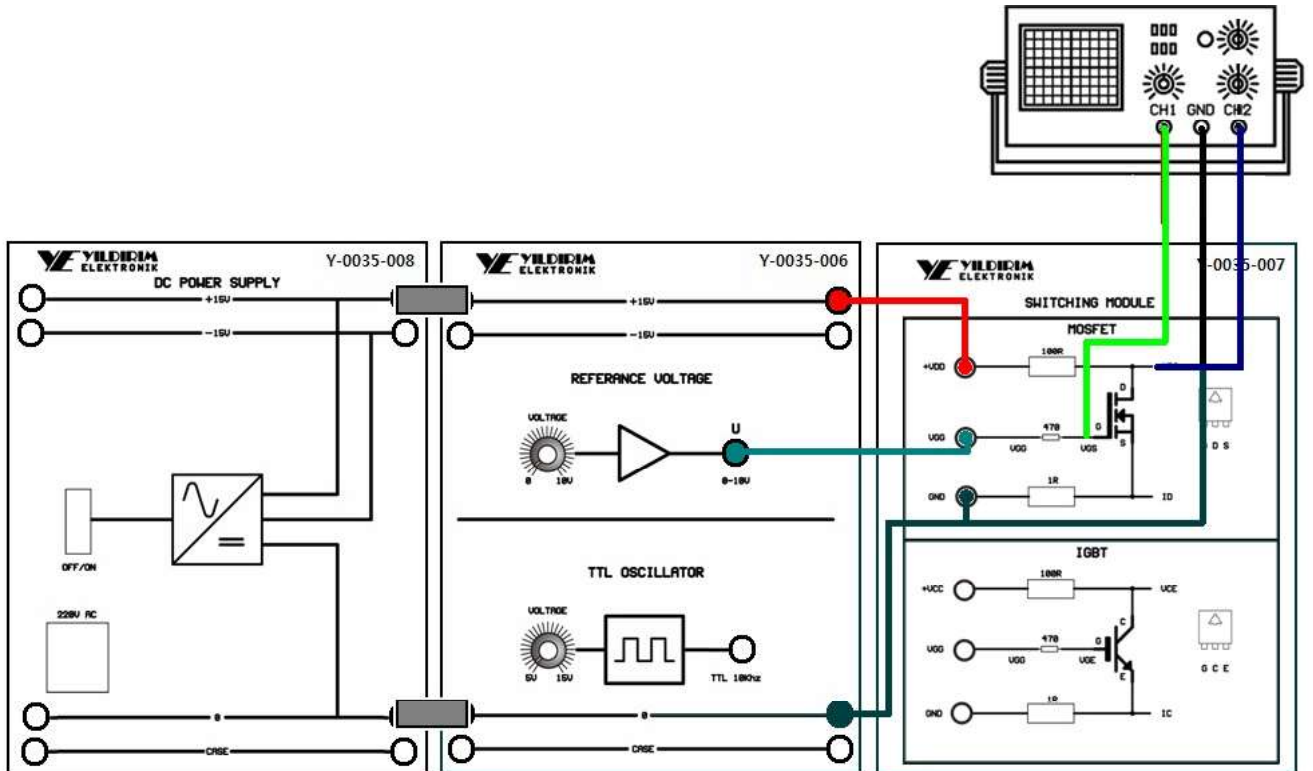 CH1 GND CH2
YE YILDIRIM
ELEKTRONIK
Y-0035-008
DC POWER SUPPLY
+15V
-15V
OFF/ON
220V AC
0
CASE
YE YILDIRIM
ELEKTRONIK
Y-0035-006
+15V
-15V
REFERANCE VOLTAGE
VOLTAGE
0 10V
U
0-10V
TTL OSCILLATOR
VOLTAGE
5V 15V
TTL 10Khz
0
CASE
YE YILDIRIM
ELEKTRONIK
Y-0035-007
SWITCHING MODULE
MOSFET
+VDD
100R
D
VGG
470
G
VGG
VGS
S
D S
GND
1R
ID
IGBT
+VCC
100R
VCE
C
VGG
470
G
VGG
VGE
E
G C E
GND
1R
IC